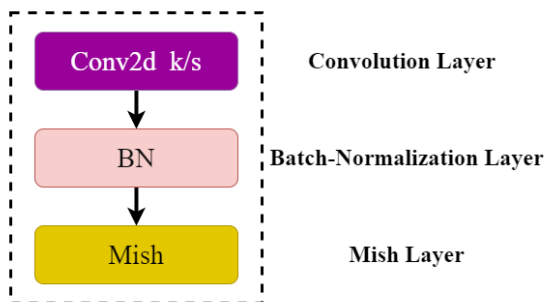 Conv2d k/s
Convolution Layer
BN
Batch-Normalization Layer
Mish
Mish Layer